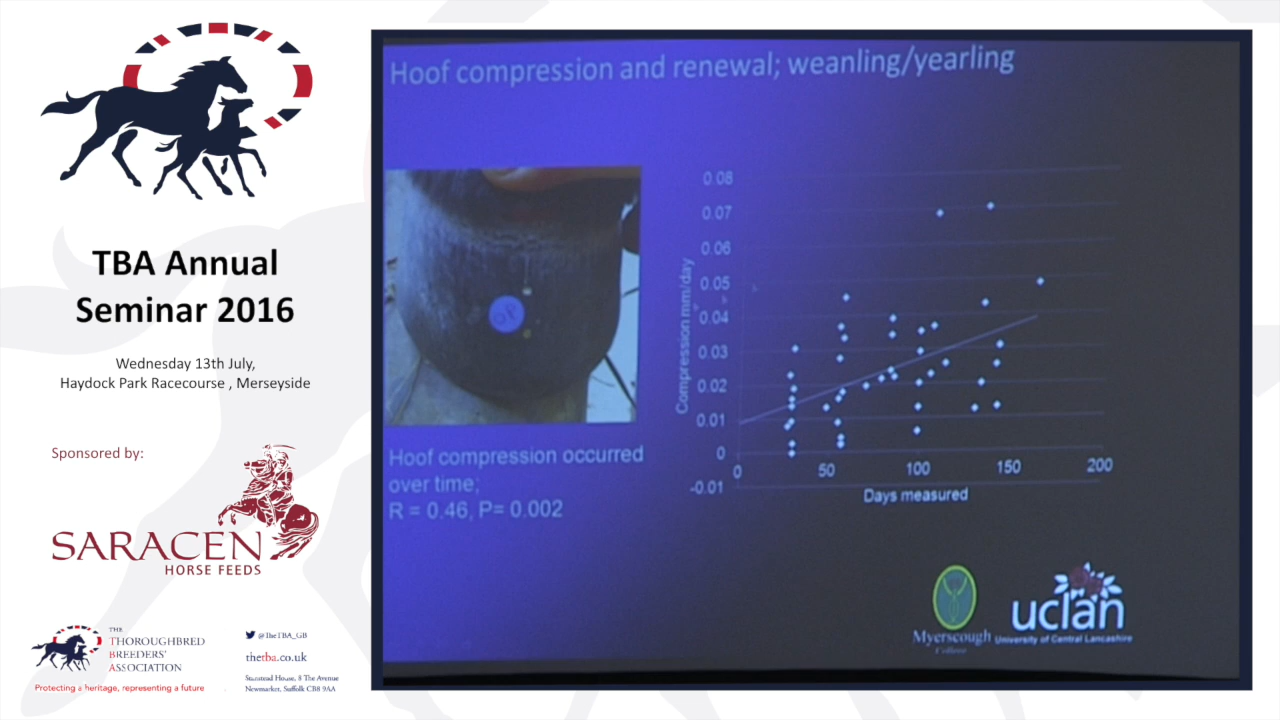 TBA Annual
Seminar 2016
Wednesday 13th July,
Haydock Park Racecourse , Merseyside
Sponsored by:
SARACEN
HORSE FEEDS
THE
THOROUGHBRED
BREEDERS'
ASSOCIATION
Protecting a heritage, representing a future
@TheTBA_GB
thetba.co.uk
Stanstead House, 8 The Avenue
Newmarket, Suffolk CB8 9AA
Hoof compression and renewal; weanling/yearling
Hoof compression occurred
over time;
R = 0.46, P= 0.002
Compression mm/day
0.08
0.07
0.06
0.05
0.04
0.03
0.02
0.01
0
-0.01
0 50 100 150 200
Days measured
Myerscough
College
uclan
University of Central Lancashire